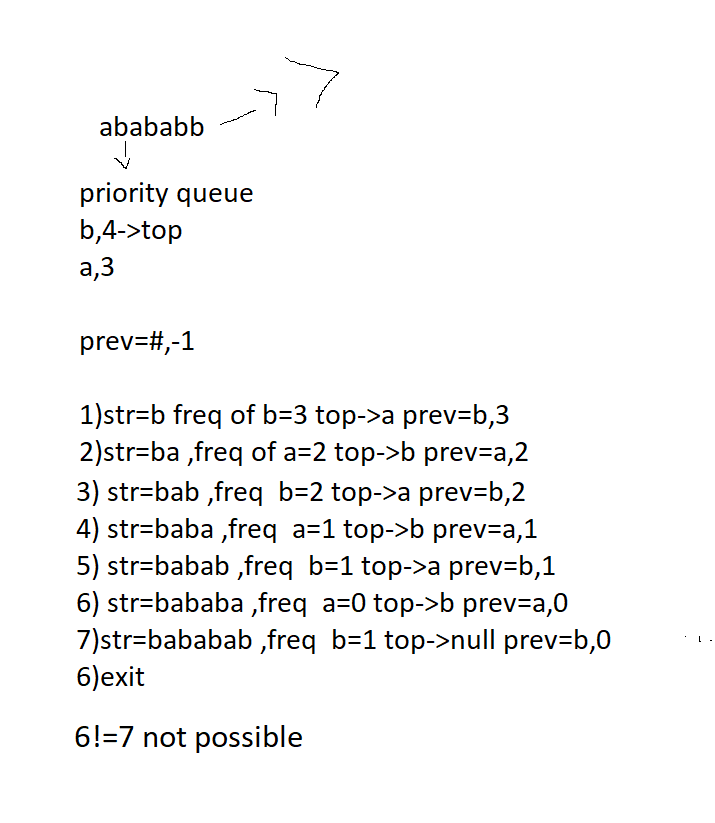 abababb
priority queue
b,4->top
a,3
prev=#,-1
1)str=b freq of b=3 top->a prev=b,3
2)str=ba ,freq of a=2 top->b prev=a,2
3) str=bab ,freq  b=2 top->a prev=b,2
4) str=baba ,freq  a=1 top->b prev=a,1
5) str=babab ,freq  b=1 top->a prev=b,1
6) str=bababa ,freq  a=0 top->b prev=a,0
7)str=bababab ,freq  b=1 top->null prev=b,0
6)exit
6!=7 not possible